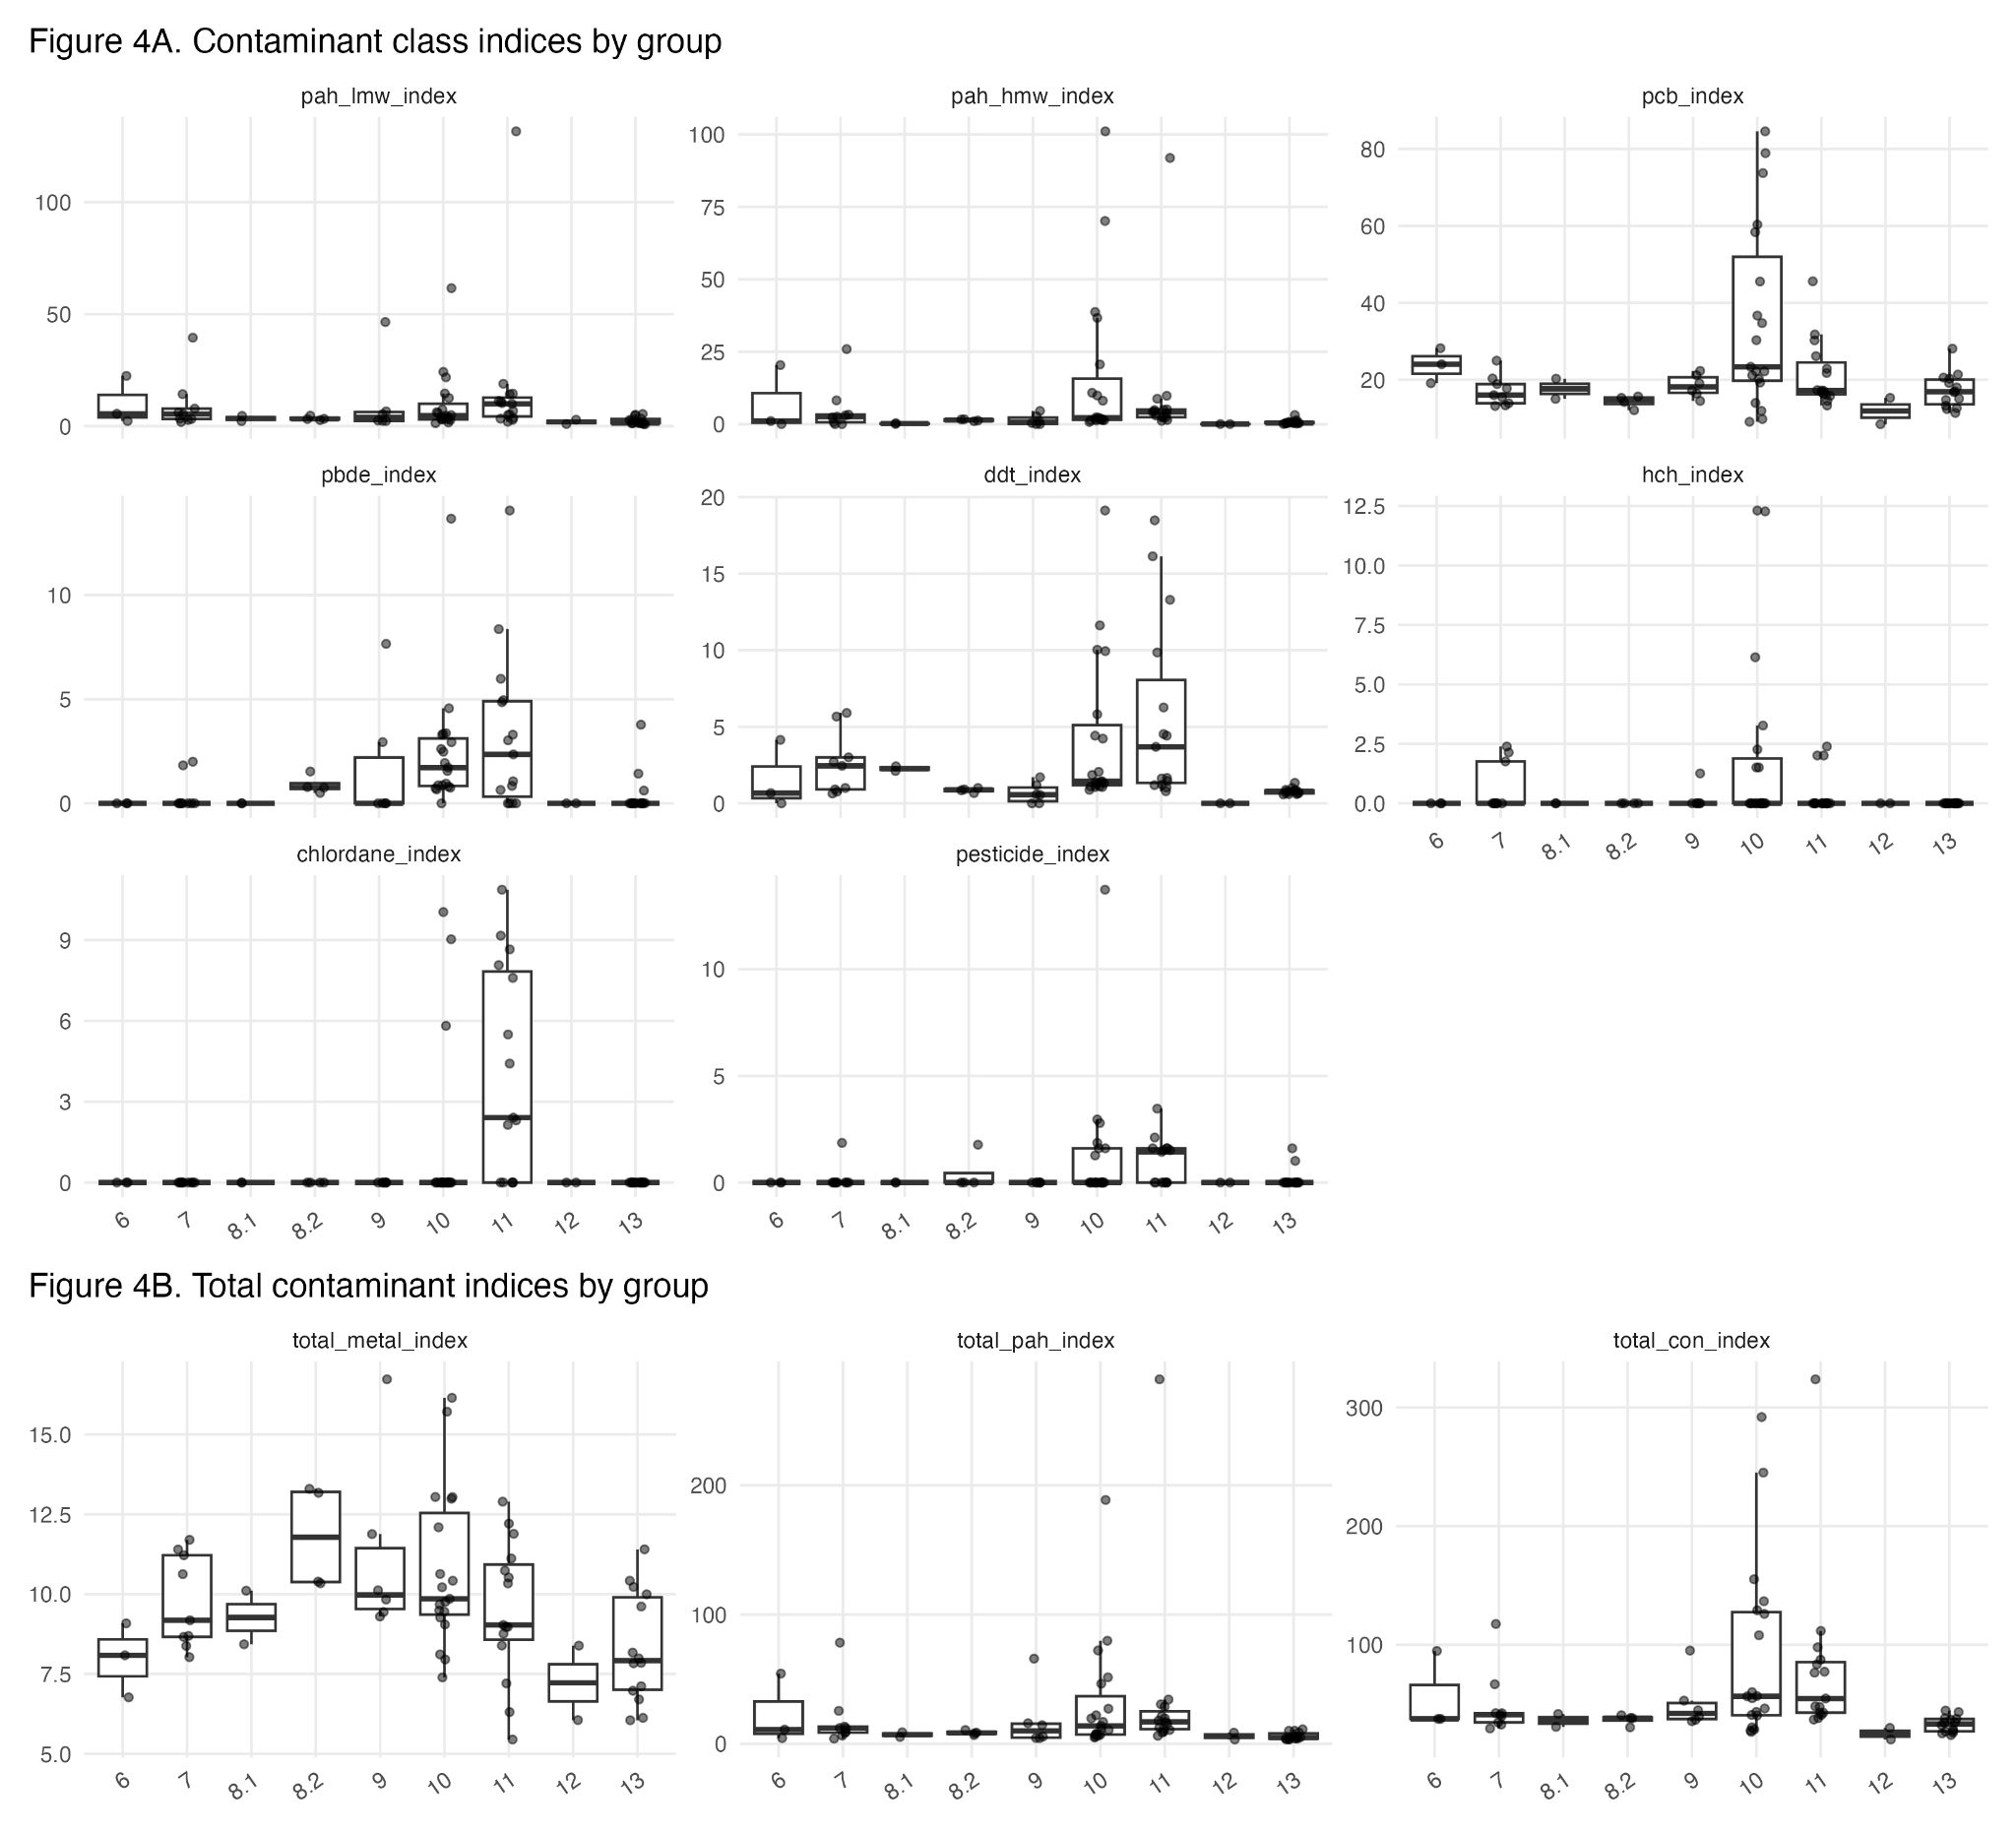 Figure 4A. Contaminant class indices by group
pah_lmw_index
pah_hmw_index
pcb_index
100
50
0
100
75
50
25
0
80
60
40
20
pbde_index
ddt_index
hch_index
10
5
0
20
15
10
5
0
12.5
10.0
7.5
5.0
2.5
0.0
6 7 8.1 8.2 9 10 11 12 13
chlordane_index
pesticide_index
9
6
3
0
10
5
0
6 7 8.1 8.2 9 10 11 12 13
6 7 8.1 8.2 9 10 11 12 13
Figure 4B. Total contaminant indices by group
total_metal_index
total_pah_index
total_con_index
15.0
12.5
10.0
7.5
5.0
200
100
0
300
200
100
6 7 8.1 8.2 9 10 11 12 13
6 7 8.1 8.2 9 10 11 12 13
6 7 8.1 8.2 9 10 11 12 13